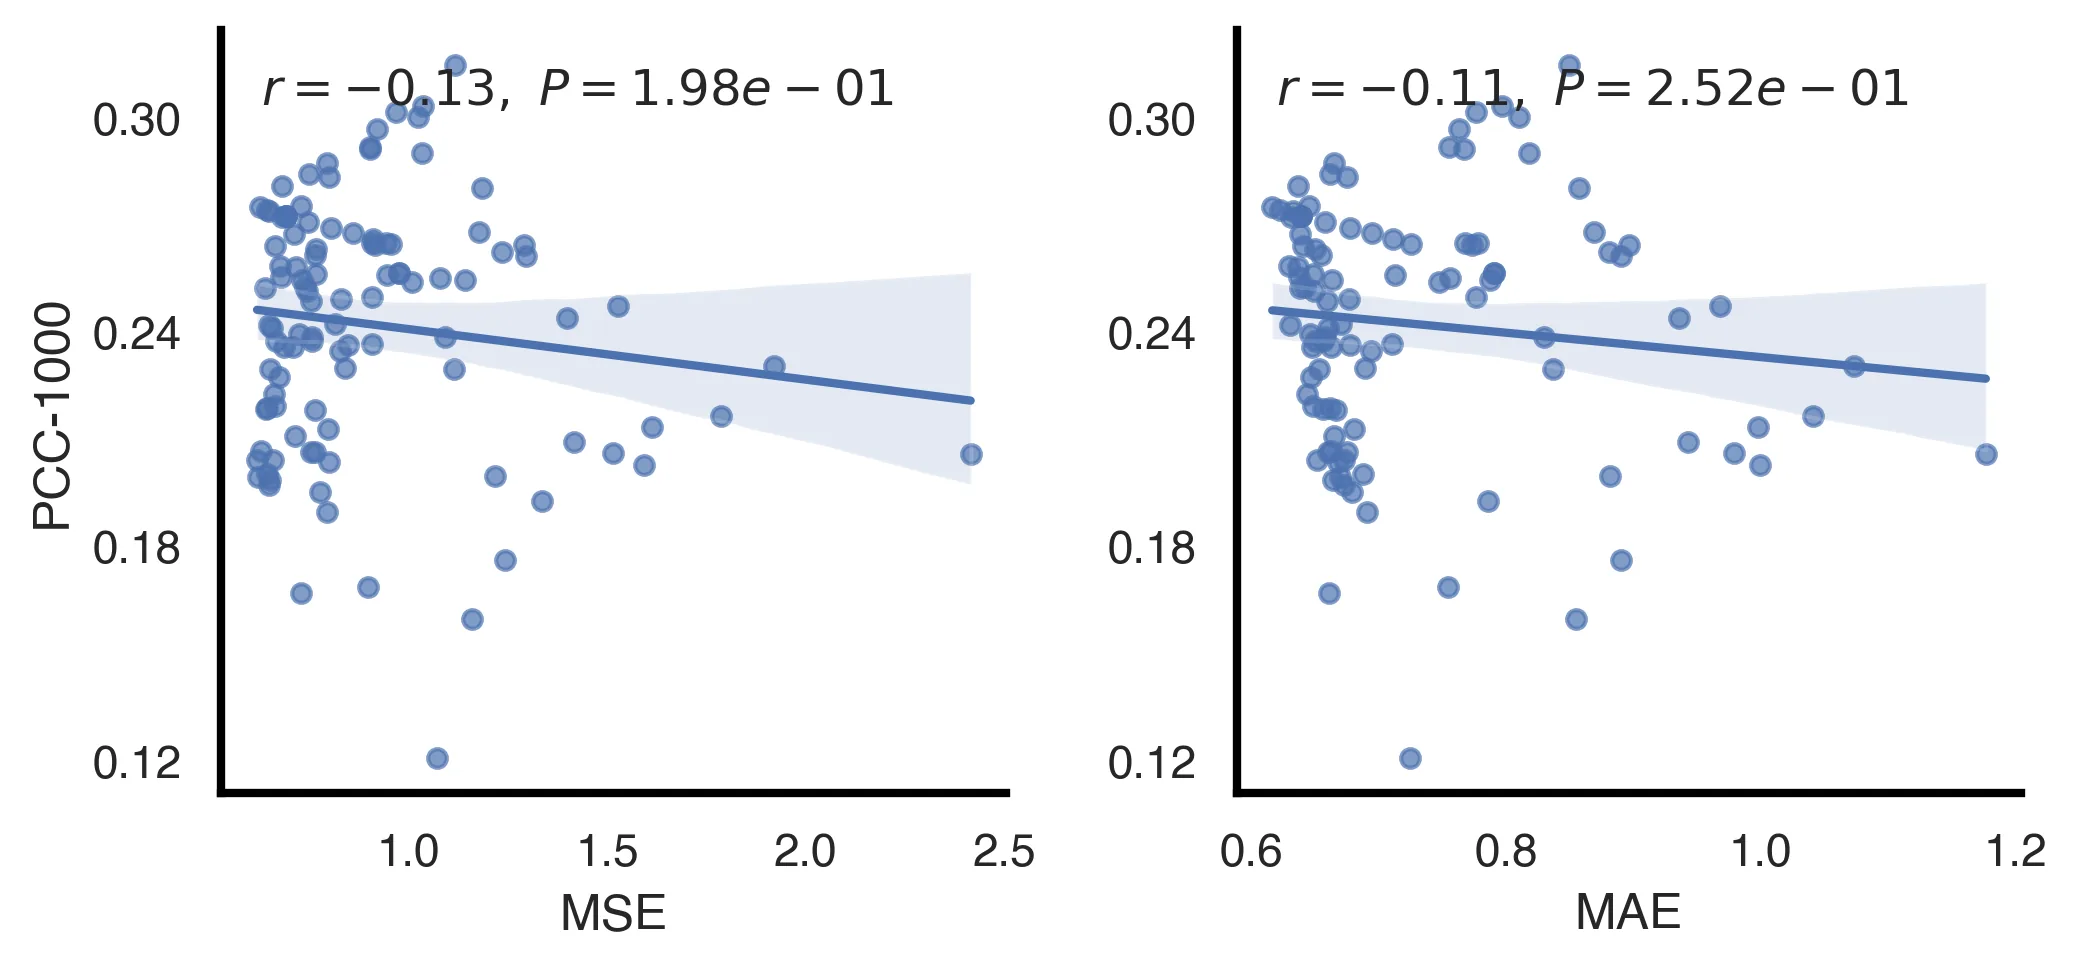 r = −0.13, P = 1.98e − 01
0.30
0.24
0.18
0.12
PCC-1000
1.0 1.5 2.0 2.5
MSE
r = −0.11, P = 2.52e − 01
0.30
0.24
0.18
0.12
0.6 0.8 1.0 1.2
MAE